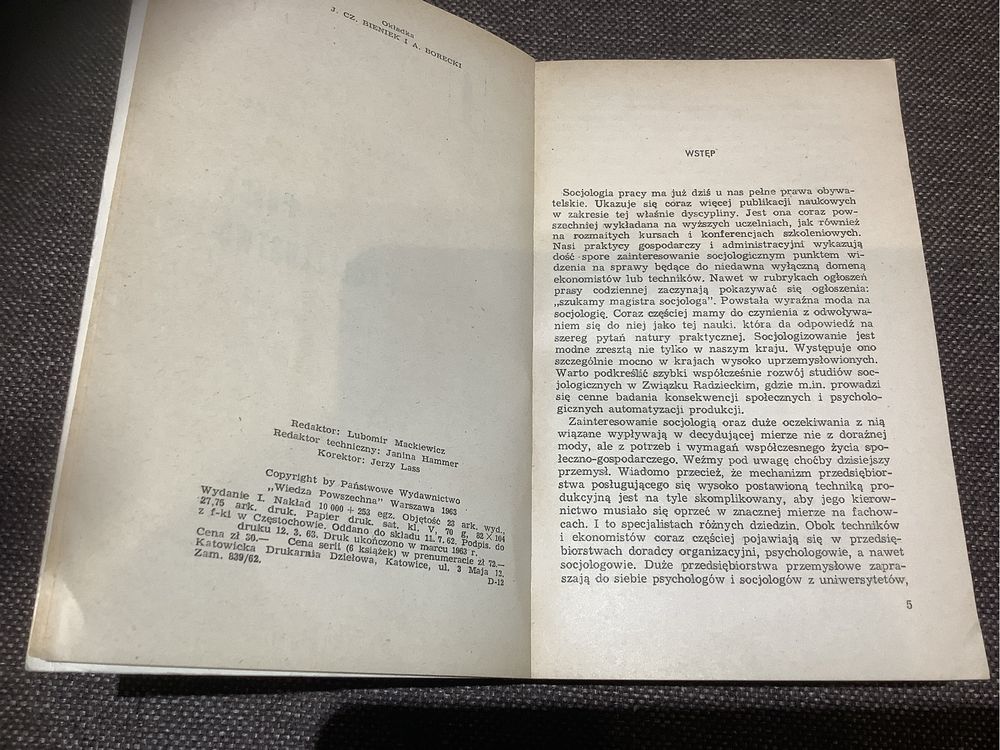 Okładka
J. CZ. BIENIEK I A. BORECKI
Redaktor: Lubomir Mackiewicz
Redaktor techniczny: Janina Hammer
Korektor: Jerzy Lass
Copyright by Państwowe Wydawnictwo
„Wiedza Powszechna” Warszawa 1963
Wydanie I. Nakład 10 000 + 253 egz. Objętość 23 ark. wyd.,
27,75 ark. druk. Papier druk. sat. kl. V, 70 g, 82 X 104
z f-ki w Częstochowie. Oddano do składu 11. 7. 62. Podpis. do
druku 12. 3. 63. Druk ukończono w marcu 1963 r.
Cena zł 30.— Cena serii (6 książek) w prenumeracie zł 72.—
Katowicka Drukarnia Dziełowa, Katowice, ul. 3 Maja 12.
Zam. 839/62. D-12
WSTĘP
Socjologia pracy ma już dziś u nas pełne prawa obywa-
telskie. Ukazuje się coraz więcej publikacji naukowych
w zakresie tej właśnie dyscypliny. Jest ona coraz pow-
szechniej wykładana na wyższych uczelniach, jak również
na rozmaitych kursach i konferencjach szkoleniowych.
Nasi praktycy gospodarczy i administracyjni wykazują
dość spore zainteresowanie socjologicznym punktem wi-
dzenia na sprawy będące do niedawna wyłączną domeną
ekonomistów lub techników. Nawet w rubrykach ogłoszeń
prasy codziennej zaczynają pokazywać się ogłoszenia:
„szukamy magistra socjologa”. Powstała wyraźna moda na
socjologię. Coraz częściej mamy do czynienia z odwoływa-
niem się do niej jako tej nauki. która da odpowiedź na
szereg pytań natury praktycznej. Socjologizowanie jest
modne zresztą nie tylko w naszym kraju. Występuje ono
szczególnie mocno w krajach wysoko uprzemysłowionych.
Warto podkreślić szybki współcześnie rozwój studiów soc-
jologicznych w Związku Radzieckim, gdzie m.in. prowadzi
się cenne badania konsekwencji społecznych i psycholo-
gicznych automatyzacji produkcji.
Zainteresowanie socjologią oraz duże oczekiwania z nią
wiązane wypływają w decydującej mierze nie z doraźnej
mody, ale z potrzeb i wymagań współczesnego życia spo-
łeczno-gospodarczego. Weźmy pod uwagę choćby dzisiejszy
przemysł. Wiadomo przecież, że mechanizm przedsiębior-
stwa posługującego się wysoko postawioną techniką pro-
dukcyjną jest na tyle skomplikowany, aby jego kierow-
nictwo musiało się oprzeć w znacznej mierze na fachow-
cach. I to specjalistach różnych dziedzin. Obok techników
i ekonomistów coraz częściej pojawiają się w przedsię-
biorstwach doradcy organizacyjni, psychologowie, a nawet
socjologowie. Duże przedsiębiorstwa przemysłowe zapra-
szają do siebie psychologów i socjologów z uniwersytetów,
5